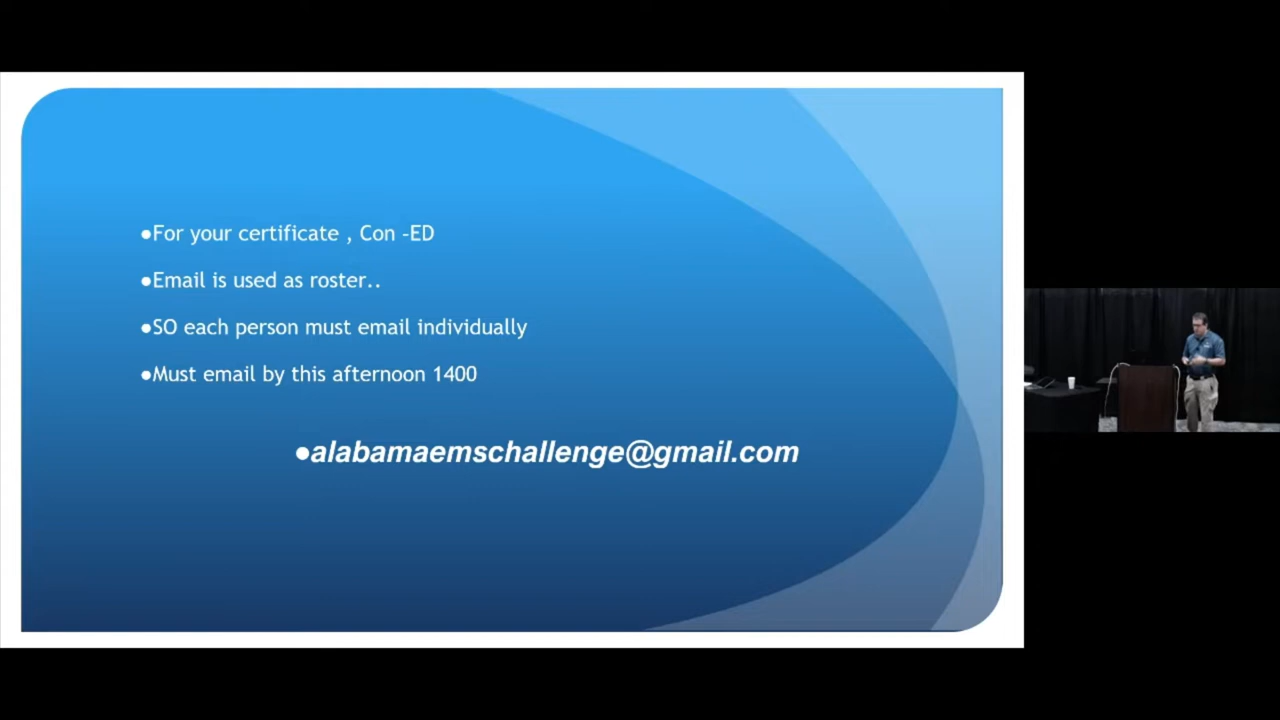 ●For your certificate , Con -ED
●Email is used as roster..
●SO each person must email individually
●Must email by this afternoon 1400
●alabamaemschallenge@gmail.com